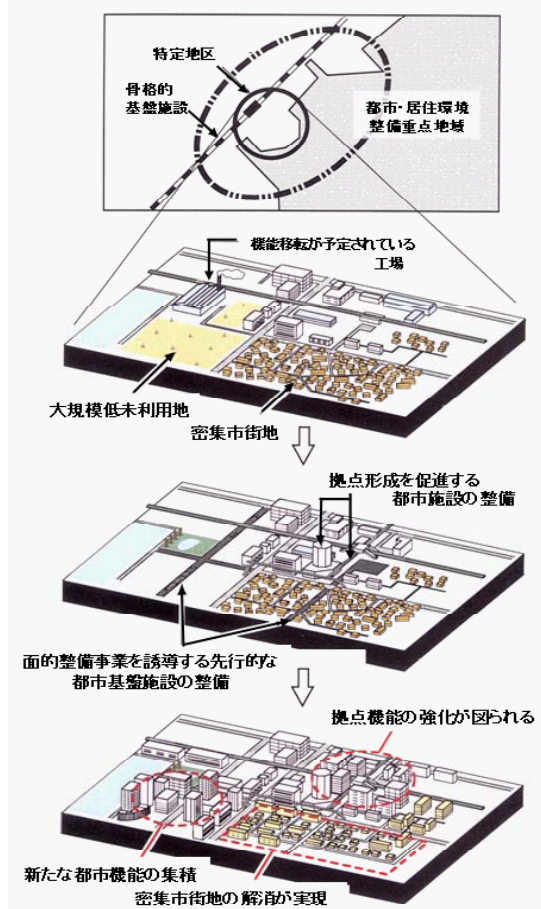 特定地区
骨格的
基盤施設
都市・居住環境
整備重点地域
機能移転が予定されている
工場
大規模低未利用地
密集市街地
拠点形成を促進する
都市施設の整備
面的整備事業を誘導する先行的な
都市基盤施設の整備
拠点機能の強化が図られる
新たな都市機能の集積
密集市街地の解消が実現